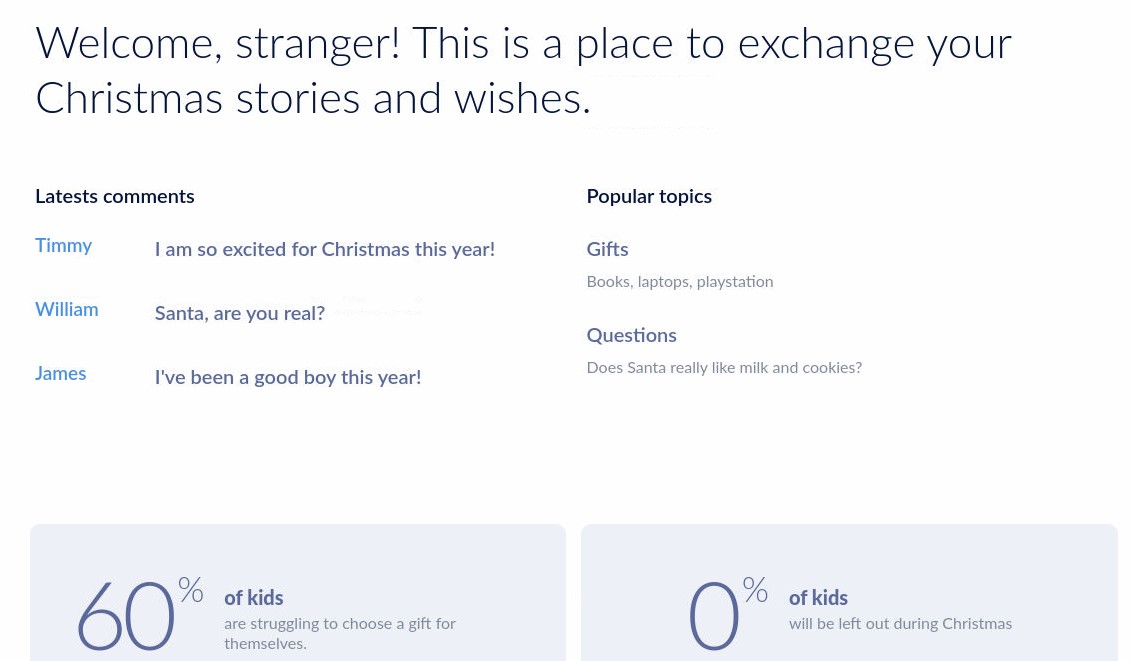 Welcome, stranger! This is a place to exchange your
Christmas stories and wishes.
Latests comments
Timmy I am so excited for Christmas this year!
William Santa, are you real?
James I've been a good boy this year!
Popular topics
Gifts
Books, laptops, playstation
Questions
Does Santa really like milk and cookies?
60% of kids
are struggling to choose a gift for
themselves.
0% of kids
will be left out during Christmas